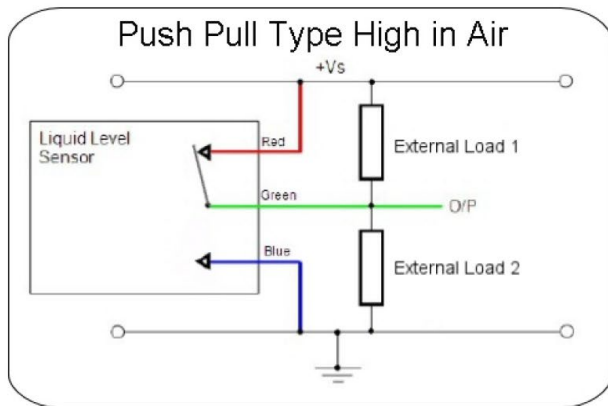 Push Pull Type High in Air
+Vs
Liquid Level
Sensor
Red
External Load 1
Green
O/P
Blue
External Load 2